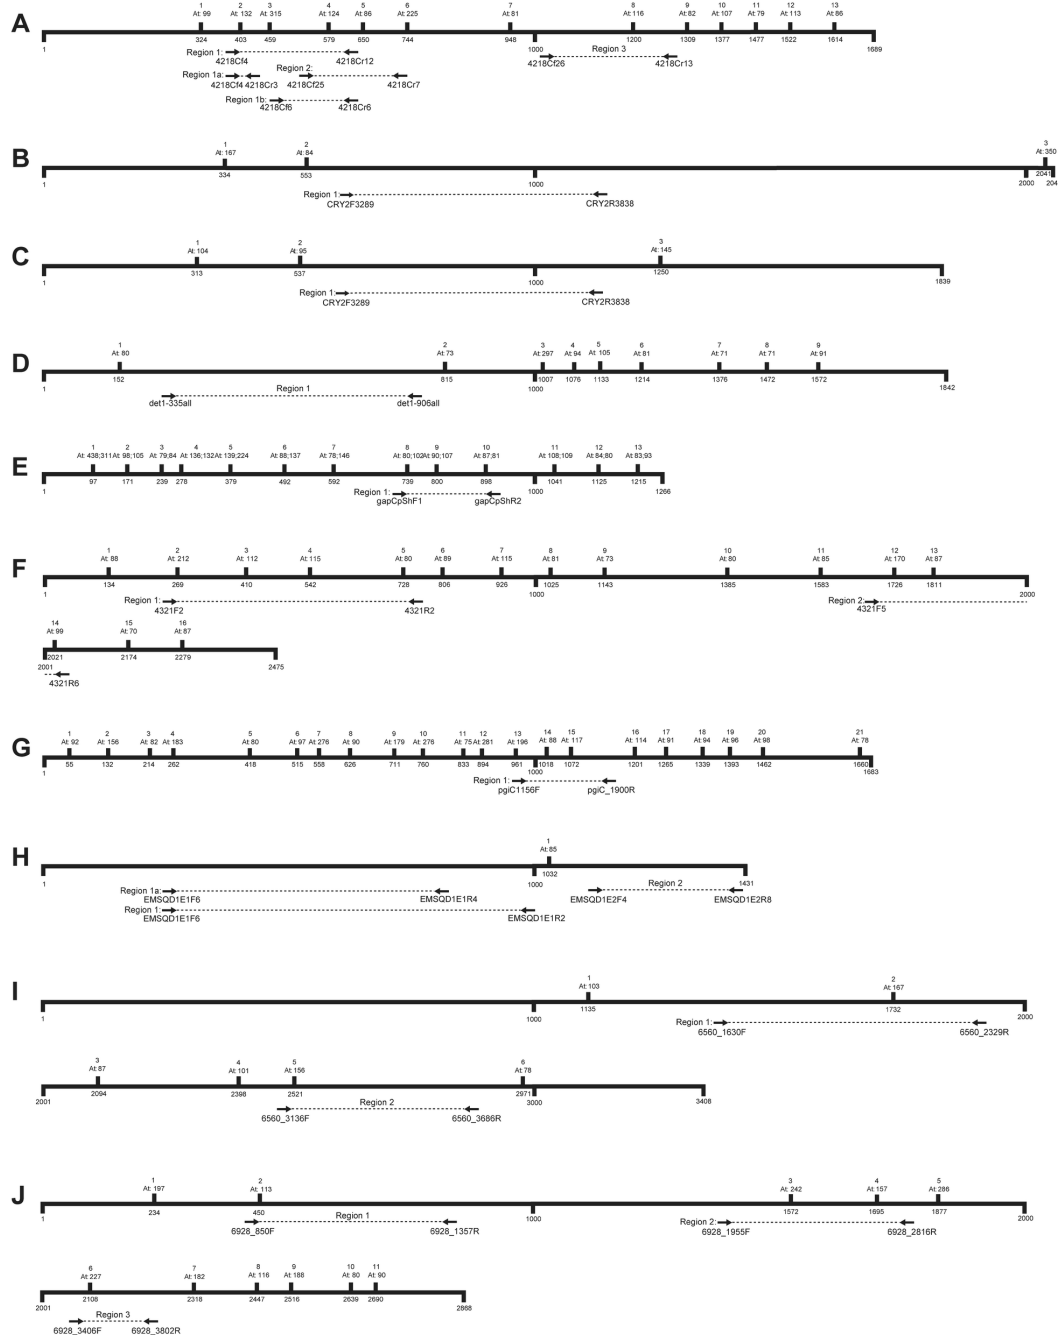 A
1 2 3 4 5 6 7 8 9 10 11 12 13
At: 99 At: 132 At: 315 At: 124 At: 86 At: 225 At: 81 At: 116 At: 82 At: 107 At: 79 At: 113 At: 86
324 403 459 579 650 744 948 1200 1309 1377 1477 1522 1614
1 1000 1689
Region 1: Region 3
4218Cf4 4218Cr12 4218Cf26 4218Cr13
Region 1a: Region 2:
4218Cf4 4218Cr3 4218Cf25 4218Cr7
Region 1b:
4218Cf6 4218Cr6
B
1 2 3
At: 167 At: 84 At: 350
334 553 2041
1 1000 2000 204
Region 1:
CRY2F3289 CRY2R3838
C
1 2 3
At: 104 At: 95 At: 145
313 537 1250
1 1000 1839
Region 1:
CRY2F3289 CRY2R3838
D
1 2 3 4 5 6 7 8 9
At: 80 At: 73 At: 297 At: 94 At: 105 At: 81 At: 71 At: 71 At: 91
152 815 1007 1076 1133 1214 1376 1472 1572
1 1000 1842
Region 1
det1-335all det1-906all
E
1 2 3 4 5 6 7 8 9 10 11 12 13
At: 438;311 At: 98;105 At: 79;84 At: 136;132 At: 139;224 At: 88;137 At: 78;146 At: 80;102 At: 90;107 At: 87;81 At: 108;109 At: 84;80 At: 83;93
97 171 239 278 379 492 592 739 800 898 1041 1125 1215
1 1000 1266
Region 1:
gapCpShF1 gapCpShR2
F
1 2 3 4 5 6 7 8 9 10 11 12 13
At: 88 At: 212 At: 112 At: 115 At: 80 At: 89 At: 115 At: 81 At: 73 At: 80 At: 85 At: 170 At: 87
134 269 410 542 728 806 926 1025 1143 1385 1583 1726 1811
1 1000 2000
Region 1: Region 2:
4321F2 4321R2 4321F5
14 15 16
At: 99 At: 70 At: 87
2021 2174 2279
2001 2475
4321R6
G
1 2 3 4 5 6 7 8 9 10 11 12 13 14 15 16 17 18 19 20 21
At: 92 At: 156 At: 82 At: 183 At: 80 At: 97 At: 276 At: 90 At: 179 At: 276 At: 75 At: 281 At: 196 At: 88 At: 117 At: 114 At: 91 At: 94 At: 96 At: 98 At: 78
55 132 214 262 418 515 558 626 711 760 833 894 961 1018 1072 1201 1265 1339 1393 1462 1660
1 1000 1683
Region 1:
pgiC1156F pgiC_1900R
H
1
At: 85
1032
1 1000 1431
Region 1a: Region 2
EMSQD1E1F6 EMSQD1E1R4 EMSQD1E2F4 EMSQD1E2R8
Region 1:
EMSQD1E1F6 EMSQD1E1R2
I
1 2
At: 103 At: 167
1135 1732
1 1000 2000
Region 1:
6560_1630F 6560_2329R
3 4 5 6
At: 87 At: 101 At: 156 At: 78
2094 2398 2521 2971
2001 3000 3408
Region 2
6560_3136F 6560_3686R
J
1 2 3 4 5
At: 197 At: 113 At: 242 At: 157 At: 286
234 450 1572 1695 1877
1 1000 2000
Region 1 Region 2:
6928_850F 6928_1357R 6928_1955F 6928_2816R
6 7 8 9 10 11
At: 227 At: 182 At: 116 At: 188 At: 80 At: 90
2108 2318 2447 2516 2639 2690
2001 2868
Region 3
6928_3406F 6928_3802R